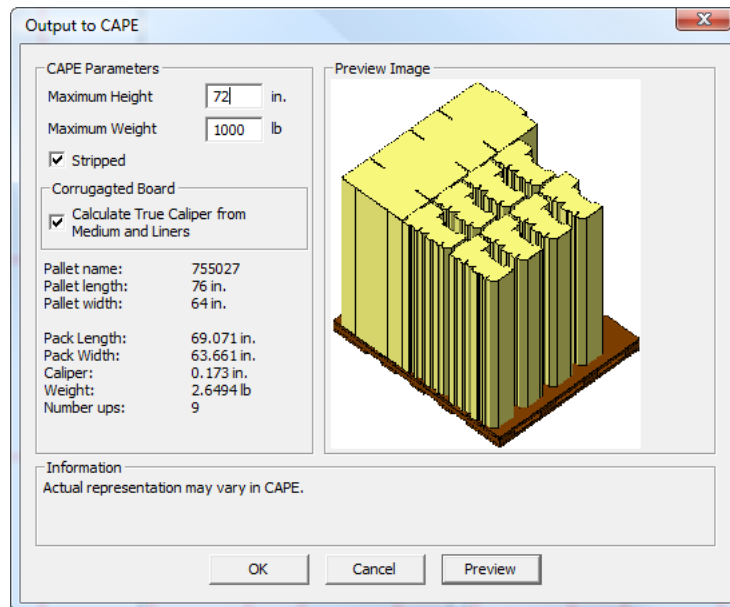 Output to CAPE
CAPE Parameters
Maximum Height 72 in.
Maximum Weight 1000 lb
Stripped
Corrugagted Board
Calculate True Caliper from
Medium and Liners
Pallet name: 755027
Pallet length: 76 in.
Pallet width: 64 in.
Pack Length: 69.071 in.
Pack Width: 63.661 in.
Caliper: 0.173 in.
Weight: 2.6494 lb
Number ups: 9
Preview Image
Information
Actual representation may vary in CAPE.
OK Cancel Preview